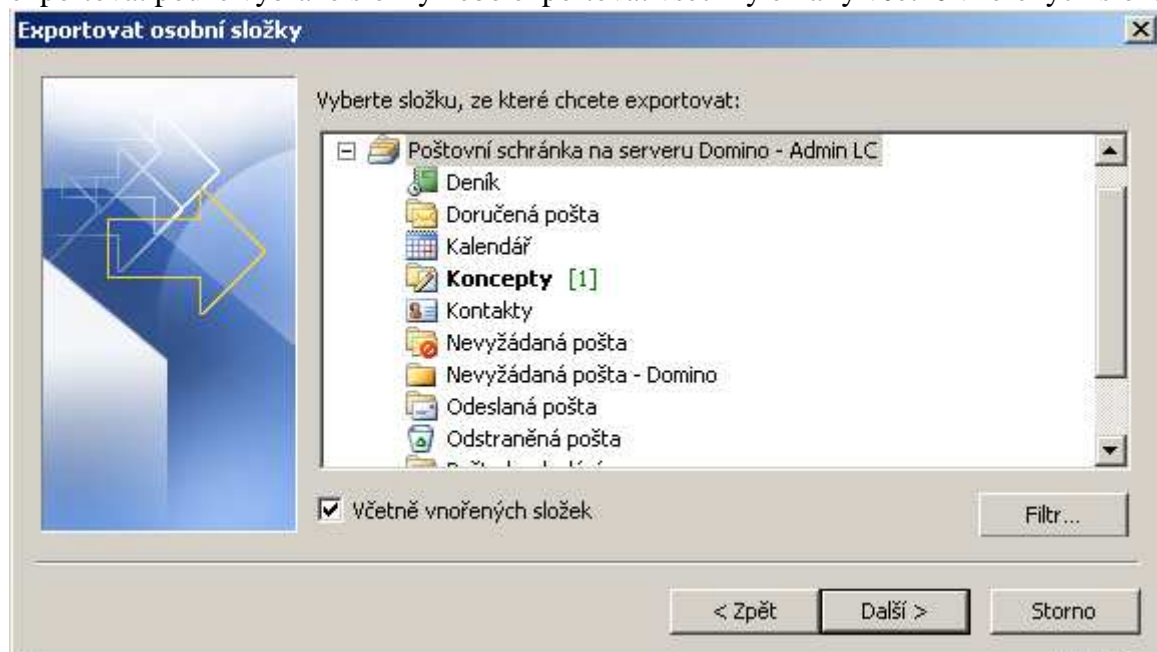 Exportovat osobní složky
Vyberte složku, ze které chcete exportovat:
Poštovní schránka na serveru Domino - Admin LC
Deník
Doručená pošta
Kalendář
Koncepty [1]
Kontakty
Nevyžádaná pošta
Nevyžádaná pošta - Domino
Odeslaná pošta
Odstraněná pošta
Včetně vnořených složek
Filtr...
< Zpět
Další >
Storno